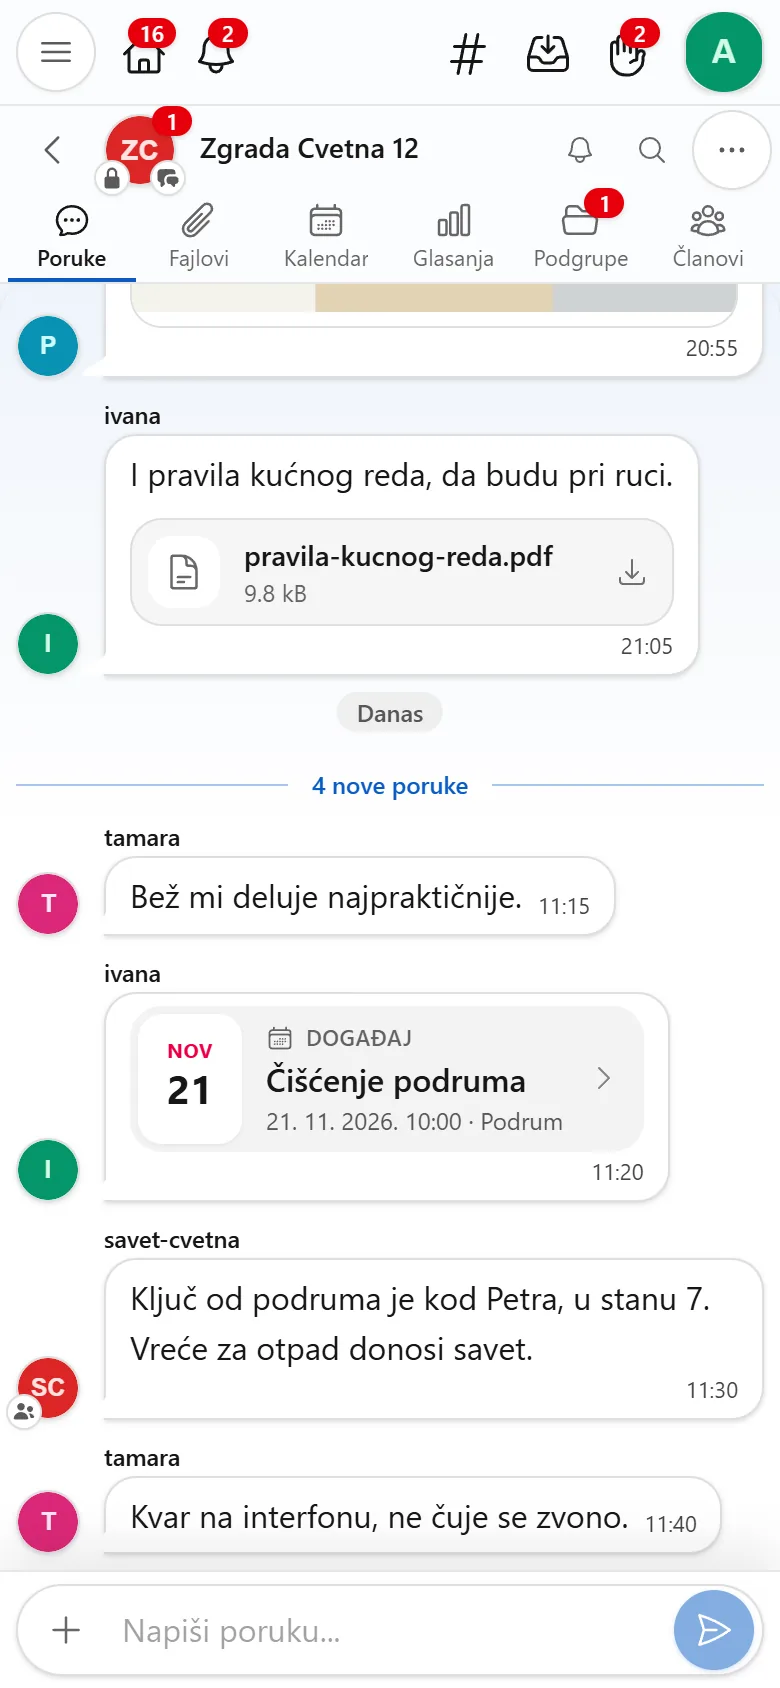 16
2
2
A
ZC
1
Zgrada Cvetna 12
Poruke
Fajlovi
Kalendar
Glasanja
1
Podgrupe
Članovi
P
20:55
ivana
I pravila kućnog reda, da budu pri ruci.
pravila-kucnog-reda.pdf
9.8 kB
21:05
I
Danas
4 nove poruke
tamara
Bež mi deluje najpraktičnije. 11:15
T
ivana
NOV
21
DOGAĐAJ
Čišćenje podruma
21. 11. 2026. 10:00 · Podrum
11:20
I
savet-cvetna
Ključ od podruma je kod Petra, u stanu 7.
Vreće za otpad donosi savet.
11:30
SC
tamara
Kvar na interfonu, ne čuje se zvono. 11:40
T
Napiši poruku...